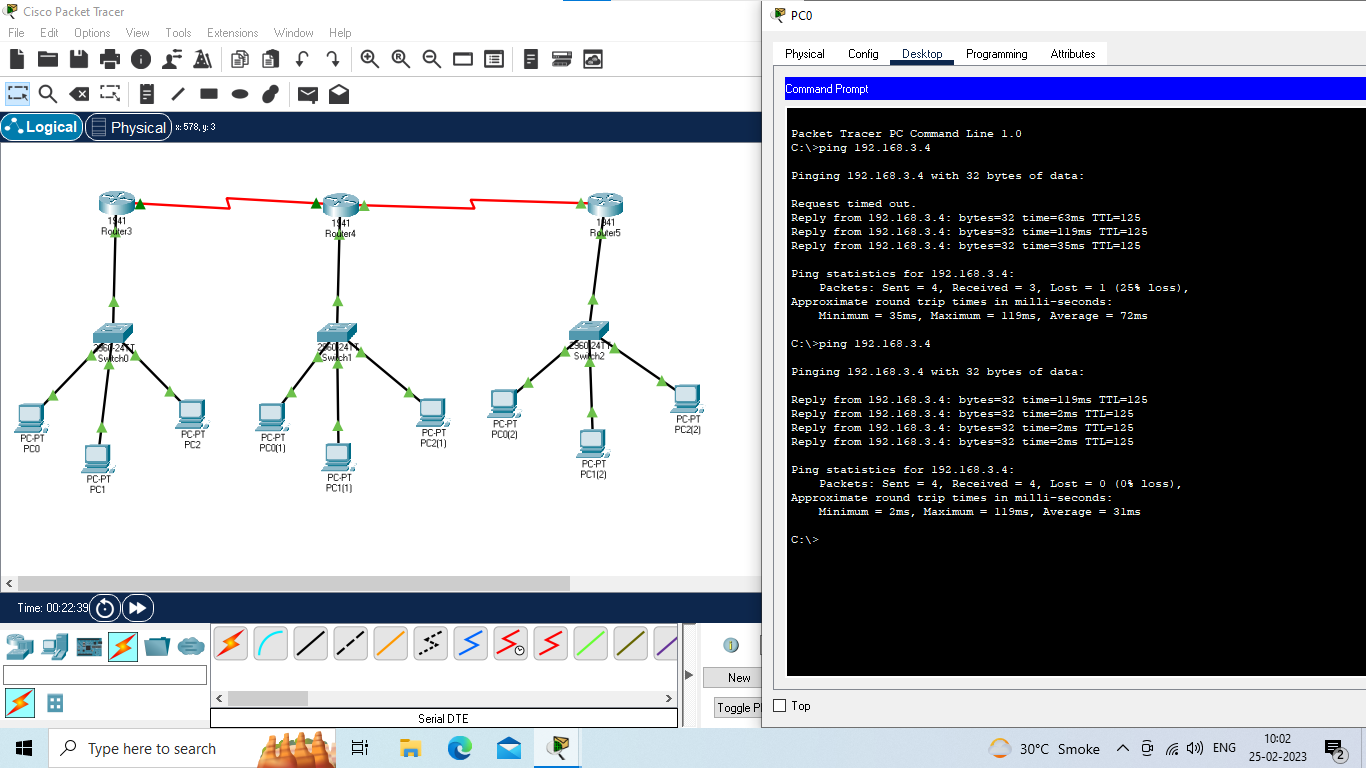 Cisco Packet Tracer
File Edit Options View Tools Extensions Window Help
Logical
Physical
x: 578, y: 3
1941
Router3
1941
Router4
1941
Router5
2960-24TT
Switch0
2960-24TT
Switch1
2960-24TT
Switch2
PC-PT
PC0
PC-PT
PC1
PC-PT
PC2
PC-PT
PC0(1)
PC-PT
PC1(1)
PC-PT
PC2(1)
PC-PT
PC0(2)
PC-PT
PC1(2)
PC-PT
PC2(2)
Time: 00:22:39
New
Toggle P
Serial DTE
PC0
Physical Config Desktop Programming Attributes
Command Prompt
Packet Tracer PC Command Line 1.0
C:\>ping 192.168.3.4
Pinging 192.168.3.4 with 32 bytes of data:
Request timed out.
Reply from 192.168.3.4: bytes=32 time=63ms TTL=125
Reply from 192.168.3.4: bytes=32 time=119ms TTL=125
Reply from 192.168.3.4: bytes=32 time=35ms TTL=125
Ping statistics for 192.168.3.4:
Packets: Sent = 4, Received = 3, Lost = 1 (25% loss),
Approximate round trip times in milli-seconds:
Minimum = 35ms, Maximum = 119ms, Average = 72ms
C:\>ping 192.168.3.4
Pinging 192.168.3.4 with 32 bytes of data:
Reply from 192.168.3.4: bytes=32 time=119ms TTL=125
Reply from 192.168.3.4: bytes=32 time=2ms TTL=125
Reply from 192.168.3.4: bytes=32 time=2ms TTL=125
Reply from 192.168.3.4: bytes=32 time=2ms TTL=125
Ping statistics for 192.168.3.4:
Packets: Sent = 4, Received = 4, Lost = 0 (0% loss),
Approximate round trip times in milli-seconds:
Minimum = 2ms, Maximum = 119ms, Average = 31ms
C:\>
Top
Type here to search
30°C Smoke
ENG
10:02
25-02-2023
2